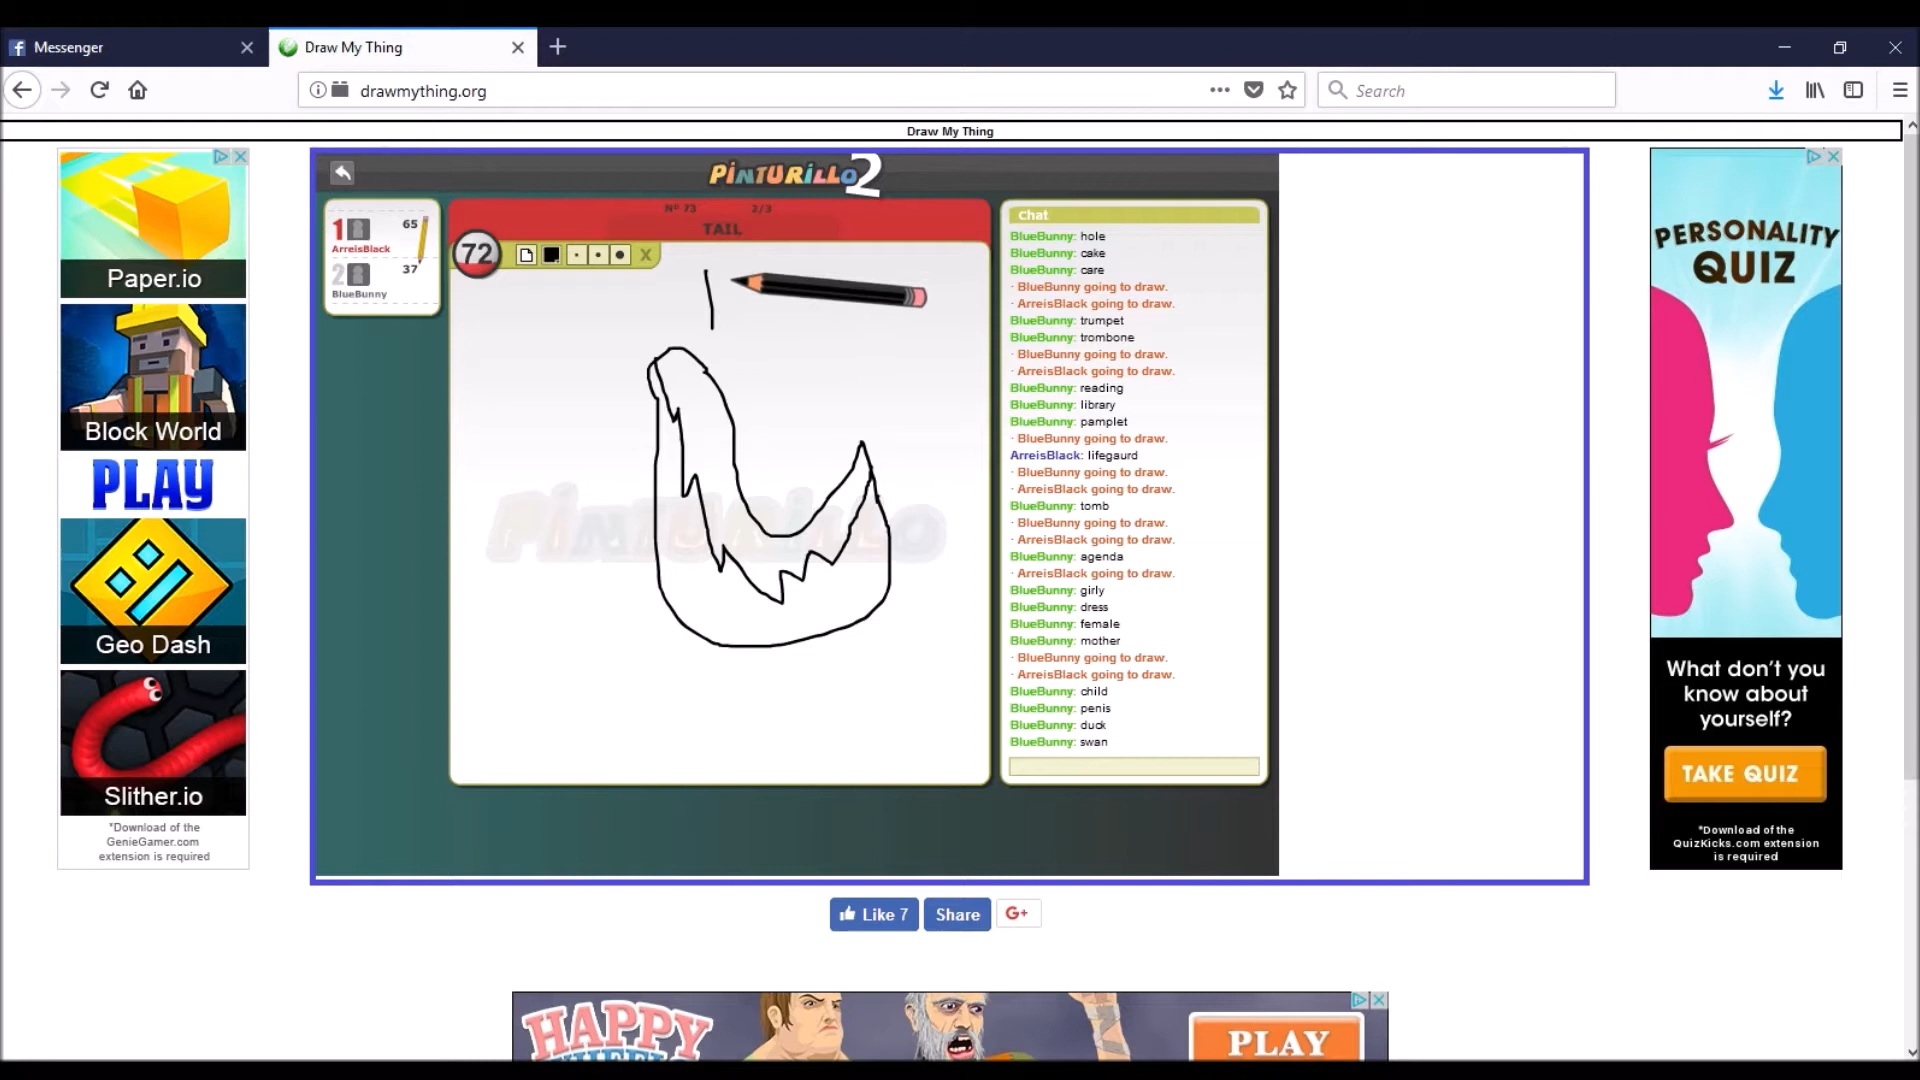 Messenger
Draw My Thing
drawmything.org
Search
Draw My Thing
Paper.io
Block World
PLAY
Geo Dash
Slither.io
*Download of the
GenieGamer.com
extension is required
PINTURILLO 2
Nº 73 2/3
TAIL
72
X
1 65
ArreisBlack
2 37
BlueBunny
PINTURILLO
Chat
BlueBunny: hole
BlueBunny: cake
BlueBunny: care
· BlueBunny going to draw.
· ArreisBlack going to draw.
BlueBunny: trumpet
BlueBunny: trombone
· BlueBunny going to draw.
· ArreisBlack going to draw.
BlueBunny: reading
BlueBunny: library
BlueBunny: pamplet
· BlueBunny going to draw.
ArreisBlack: lifegaurd
· BlueBunny going to draw.
· ArreisBlack going to draw.
BlueBunny: tomb
· BlueBunny going to draw.
· ArreisBlack going to draw.
BlueBunny: agenda
· ArreisBlack going to draw.
BlueBunny: girly
BlueBunny: dress
BlueBunny: female
BlueBunny: mother
· BlueBunny going to draw.
· ArreisBlack going to draw.
BlueBunny: child
BlueBunny: penis
BlueBunny: duck
BlueBunny: swan
PERSONALITY
QUIZ
What don't you
know about
yourself?
TAKE QUIZ
*Download of the
QuizKicks.com extension
is required
Like 7
Share
G+
HAPPY
WHEELS
PLAY